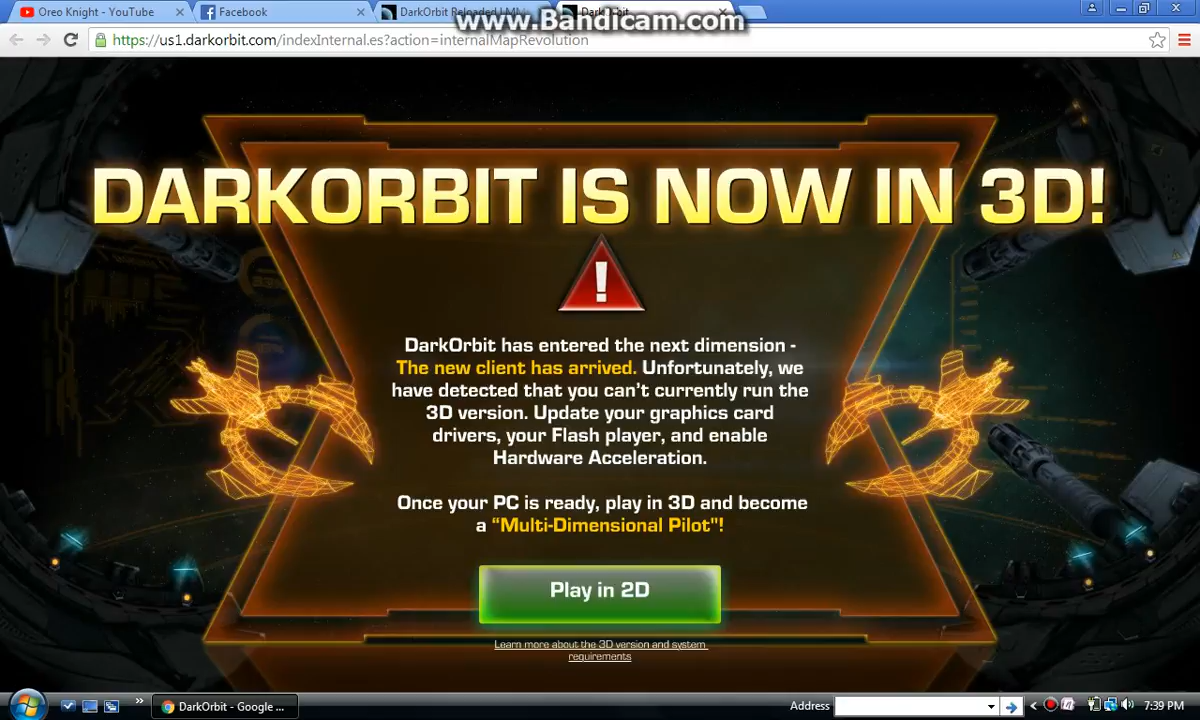 Oreo Knight - YouTube
Facebook
DarkOrbit Reloaded | MM
www.Bandicam.com
https://us1.darkorbit.com/indexInternal.es?action=internalMapRevolution
DARKORBIT IS NOW IN 3D!
!
DarkOrbit has entered the next dimension -
The new client has arrived. Unfortunately, we
have detected that you can't currently run the
3D version. Update your graphics card
drivers, your Flash player, and enable
Hardware Acceleration.
Once your PC is ready, play in 3D and become
a “Multi-Dimensional Pilot"!
Play in 2D
Learn more about the 3D version and system
requirements
DarkOrbit - Google ...
Address
7:39 PM